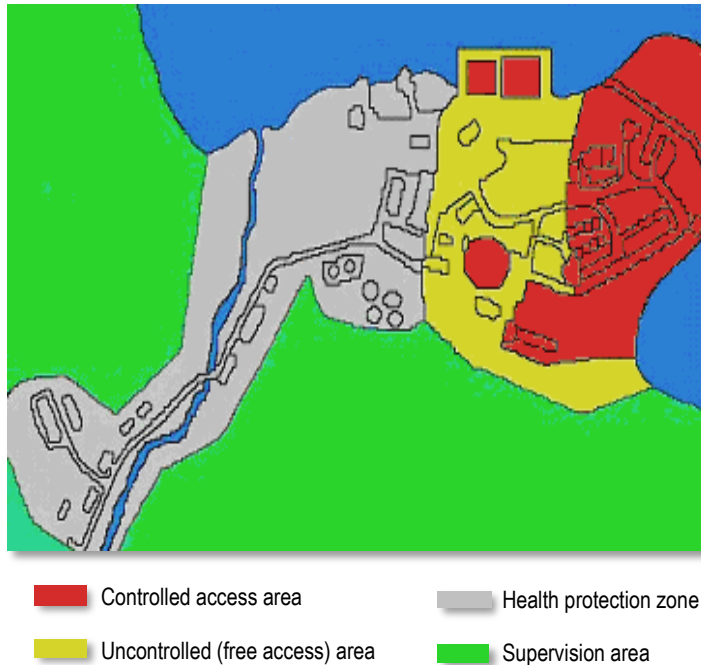 Controlled access area
Health protection zone
Uncontrolled (free access) area
Supervision area